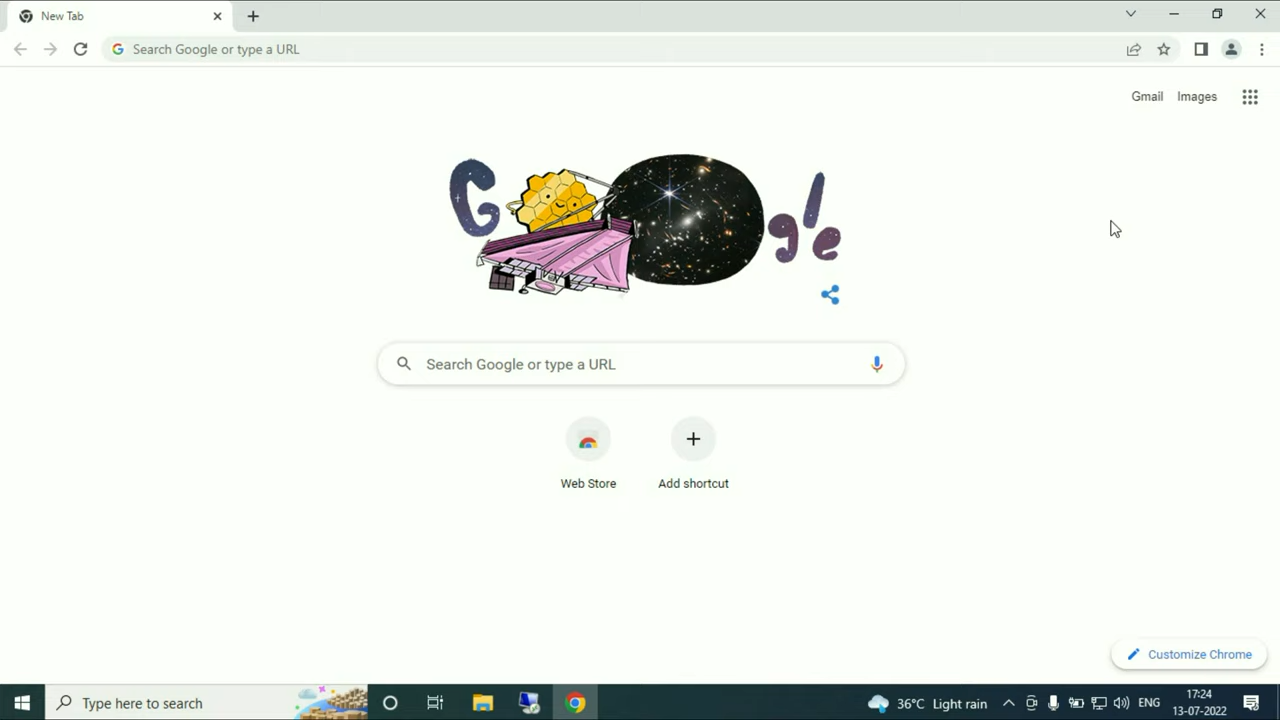 New Tab
Search Google or type a URL
Gmail Images
Google
Search Google or type a URL
Web Store Add shortcut
Customize Chrome
Type here to search
36°C Light rain
ENG
17:24
13-07-2022